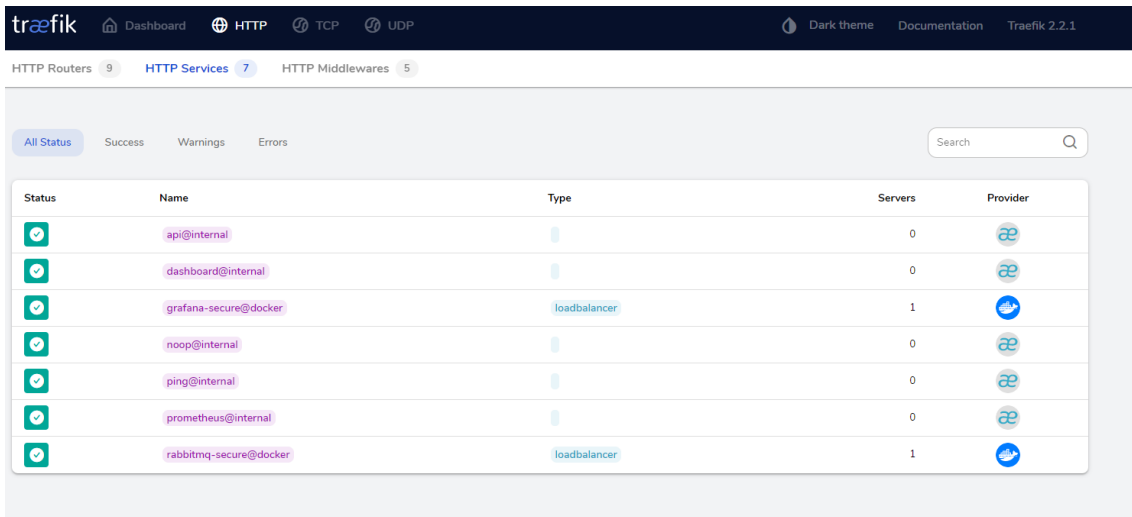 træfik Dashboard HTTP TCP UDP Dark theme Documentation Traefik 2.2.1
HTTP Routers 9 HTTP Services 7 HTTP Middlewares 5
All Status Success Warnings Errors Search
Status Name Type Servers Provider
api@internal 0 æ
dashboard@internal 0 æ
grafana-secure@docker loadbalancer 1
noop@internal 0 æ
ping@internal 0 æ
prometheus@internal 0 æ
rabbitmq-secure@docker loadbalancer 1